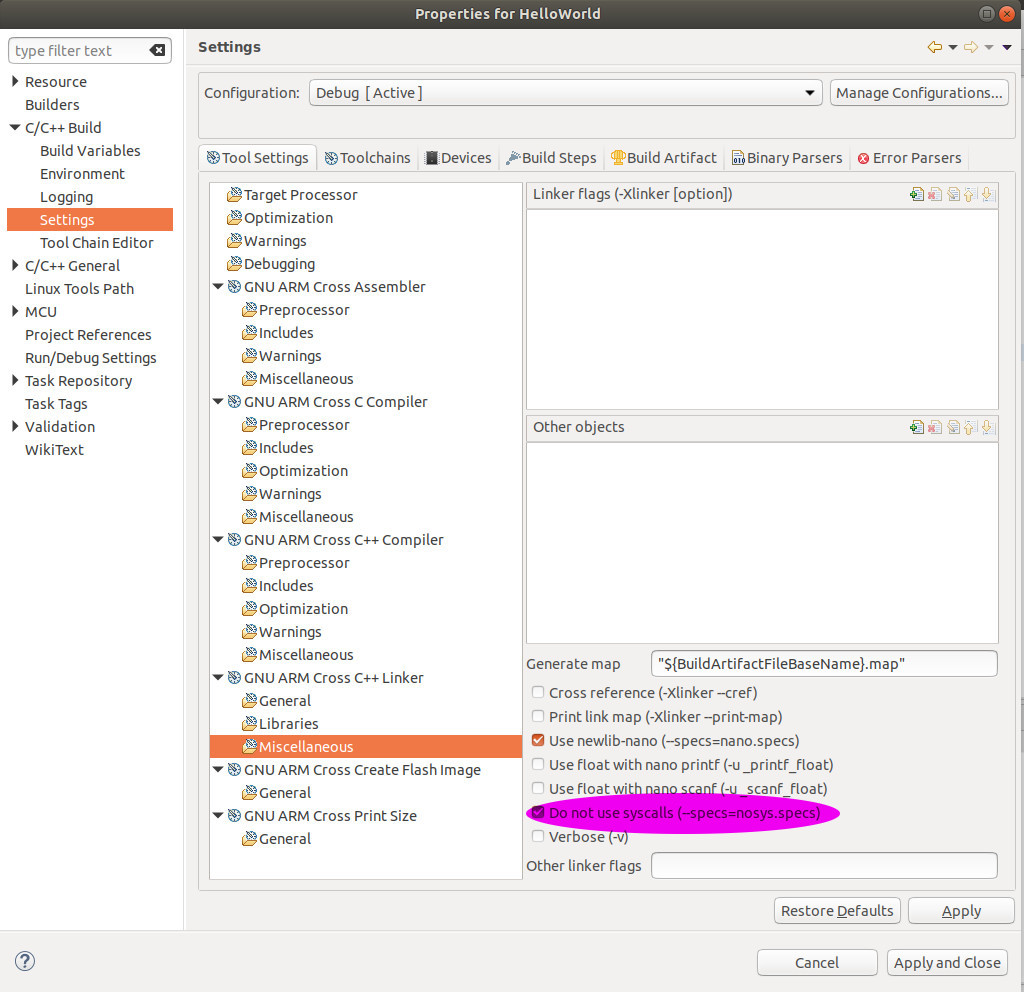 Properties for HelloWorld
type filter text
Resource
Builders
C/C++ Build
Build Variables
Environment
Logging
Settings
Tool Chain Editor
C/C++ General
Linux Tools Path
MCU
Project References
Run/Debug Settings
Task Repository
Task Tags
Validation
WikiText
Settings
Configuration: Debug [ Active ] Manage Configurations...
Tool Settings Toolchains Devices Build Steps Build Artifact Binary Parsers Error Parsers
Target Processor
Optimization
Warnings
Debugging
GNU ARM Cross Assembler
Preprocessor
Includes
Warnings
Miscellaneous
GNU ARM Cross C Compiler
Preprocessor
Includes
Optimization
Warnings
Miscellaneous
GNU ARM Cross C++ Compiler
Preprocessor
Includes
Optimization
Warnings
Miscellaneous
GNU ARM Cross C++ Linker
General
Libraries
Miscellaneous
GNU ARM Cross Create Flash Image
General
GNU ARM Cross Print Size
General
Linker flags (-Xlinker [option])
Other objects
Generate map "${BuildArtifactFileBaseName}.map"
Cross reference (-Xlinker --cref)
Print link map (-Xlinker --print-map)
Use newlib-nano (--specs=nano.specs)
Use float with nano printf (-u _printf_float)
Use float with nano scanf (-u _scanf_float)
Do not use syscalls (--specs=nosys.specs)
Verbose (-v)
Other linker flags
Restore Defaults Apply
Cancel Apply and Close